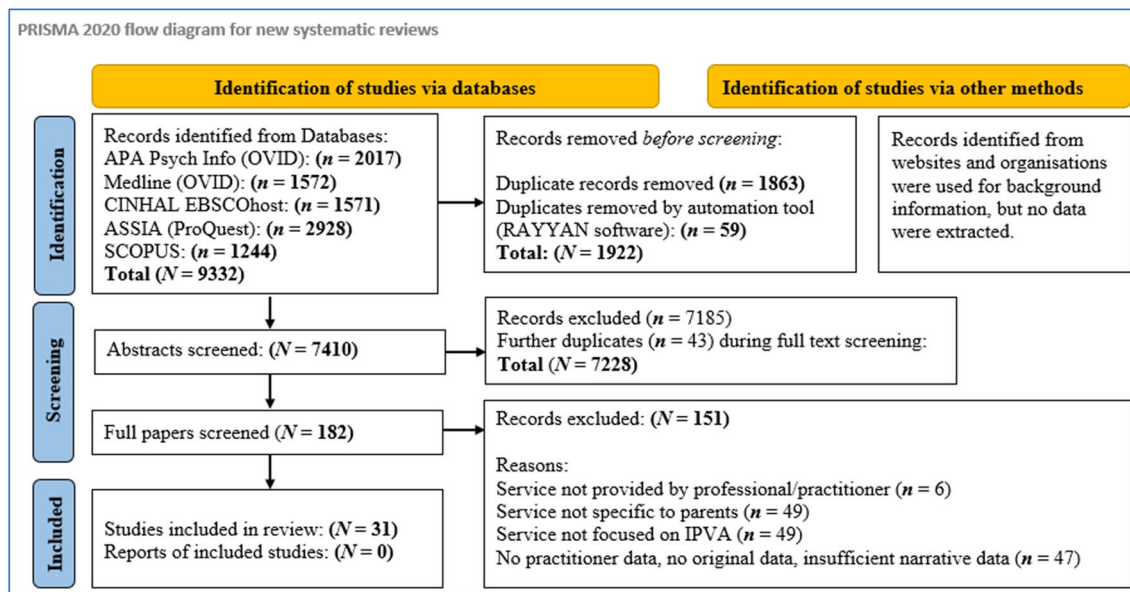 PRISMA 2020 flow diagram for new systematic reviews
Identification of studies via databases
Identification of studies via other methods
Identification
Records identified from Databases:
APA Psych Info (OVID): (n = 2017)
Medline (OVID): (n = 1572)
CINHAL EBSCOhost: (n = 1571)
ASSIA (ProQuest): (n = 2928)
SCOPUS: (n = 1244)
Total (N = 9332)
Records removed before screening:
Duplicate records removed (n = 1863)
Duplicates removed by automation tool
(RAYYAN software): (n = 59)
Total: (N = 1922)
Records identified from
websites and organisations
were used for background
information, but no data
were extracted.
Screening
Abstracts screened: (N = 7410)
Records excluded (n = 7185)
Further duplicates (n = 43) during full text screening:
Total (N = 7228)
Full papers screened (N = 182)
Records excluded: (N = 151)
Reasons:
Service not provided by professional/practitioner (n = 6)
Service not specific to parents (n = 49)
Service not focused on IPVA (n = 49)
No practitioner data, no original data, insufficient narrative data (n = 47)
Included
Studies included in review: (N = 31)
Reports of included studies: (N = 0)